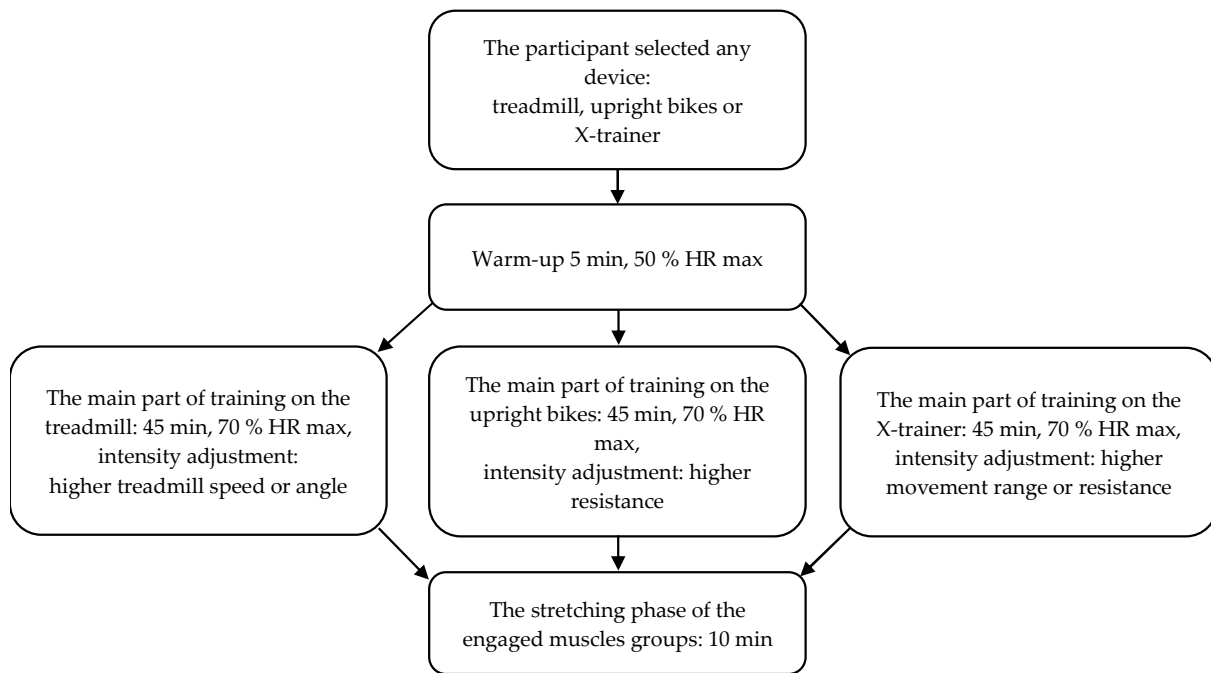 The participant selected any
device:
treadmill, upright bikes or
X-trainer
Warm-up 5 min, 50 % HR max
The main part of training on the
treadmill: 45 min, 70 % HR max,
intensity adjustment:
higher treadmill speed or angle
The main part of training on the
upright bikes: 45 min, 70 % HR
max,
intensity adjustment: higher
resistance
The main part of training on the
X-trainer: 45 min, 70 % HR max,
intensity adjustment: higher
movement range or resistance
The stretching phase of the
engaged muscles groups: 10 min